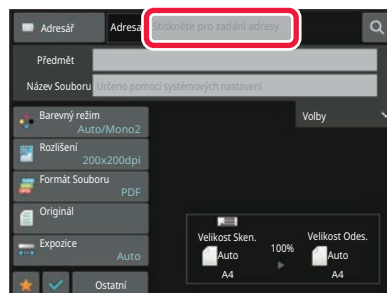 Adresář
Adresa
Stiskněte pro zadání adresy
Předmět
Název Souboru
Určeno pomocí systémových nastavení
Barevný režim
Auto/Mono2
Volby
Rozlišení
200x200dpi
Formát Souboru
PDF
Originál
Expozice
Auto
Velikost Sken.
Auto
A4
100%
Velikost Odes.
Auto
A4
Ostatní